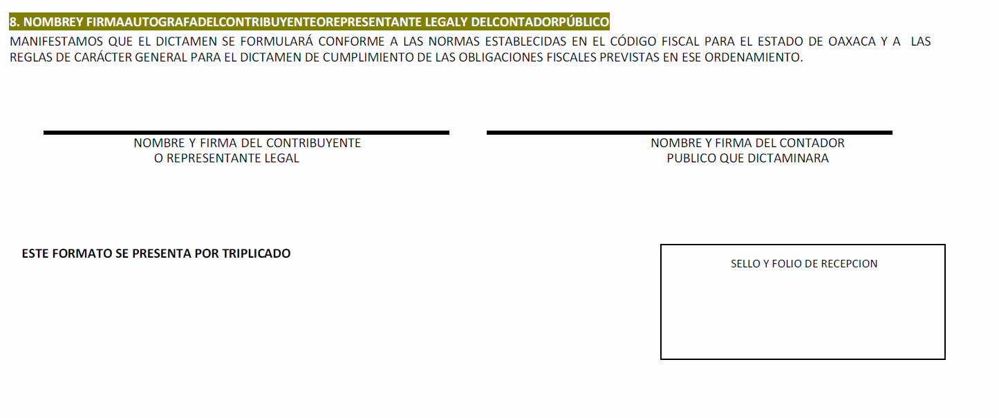 8. NOMBREY FIRMAAUTOGRAFADELCONTRIBUYENTEOREPRESENTANTE LEGALY DELCONTADORPÚBLICO
MANIFESTAMOS QUE EL DICTAMEN SE FORMULARÁ CONFORME A LAS NORMAS ESTABLECIDAS EN EL CÓDIGO FISCAL PARA EL ESTADO DE OAXACA Y A LAS
REGLAS DE CARÁCTER GENERAL PARA EL DICTAMEN DE CUMPLIMIENTO DE LAS OBLIGACIONES FISCALES PREVISTAS EN ESE ORDENAMIENTO.
NOMBRE Y FIRMA DEL CONTRIBUYENTE
O REPRESENTANTE LEGAL
NOMBRE Y FIRMA DEL CONTADOR
PUBLICO QUE DICTAMINARA
ESTE FORMATO SE PRESENTA POR TRIPLICADO
SELLO Y FOLIO DE RECEPCION